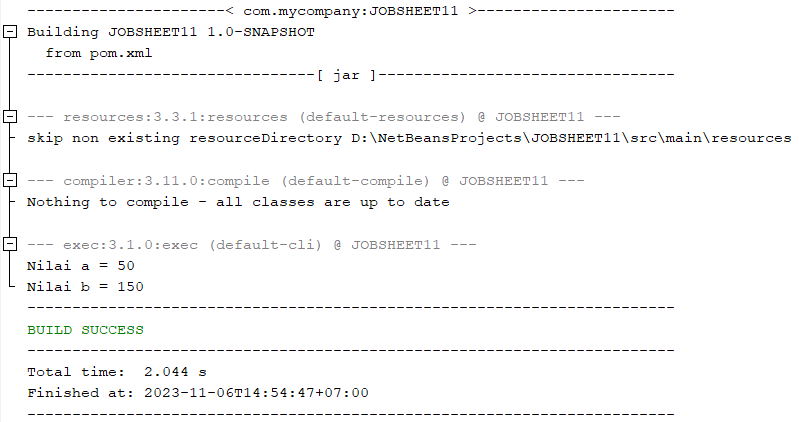 ----------------------< com.mycompany:JOBSHEET11 >----------------------
Building JOBSHEET11 1.0-SNAPSHOT
  from pom.xml
--------------------------------[ jar ]---------------------------------
--- resources:3.3.1:resources (default-resources) @ JOBSHEET11 ---
skip non existing resourceDirectory D:\NetBeansProjects\JOBSHEET11\src\main\resources
--- compiler:3.11.0:compile (default-compile) @ JOBSHEET11 ---
Nothing to compile - all classes are up to date
--- exec:3.1.0:exec (default-cli) @ JOBSHEET11 ---
Nilai a = 50
Nilai b = 150
------------------------------------------------------------------------
BUILD SUCCESS
------------------------------------------------------------------------
Total time:  2.044 s
Finished at: 2023-11-06T14:54:47+07:00
------------------------------------------------------------------------